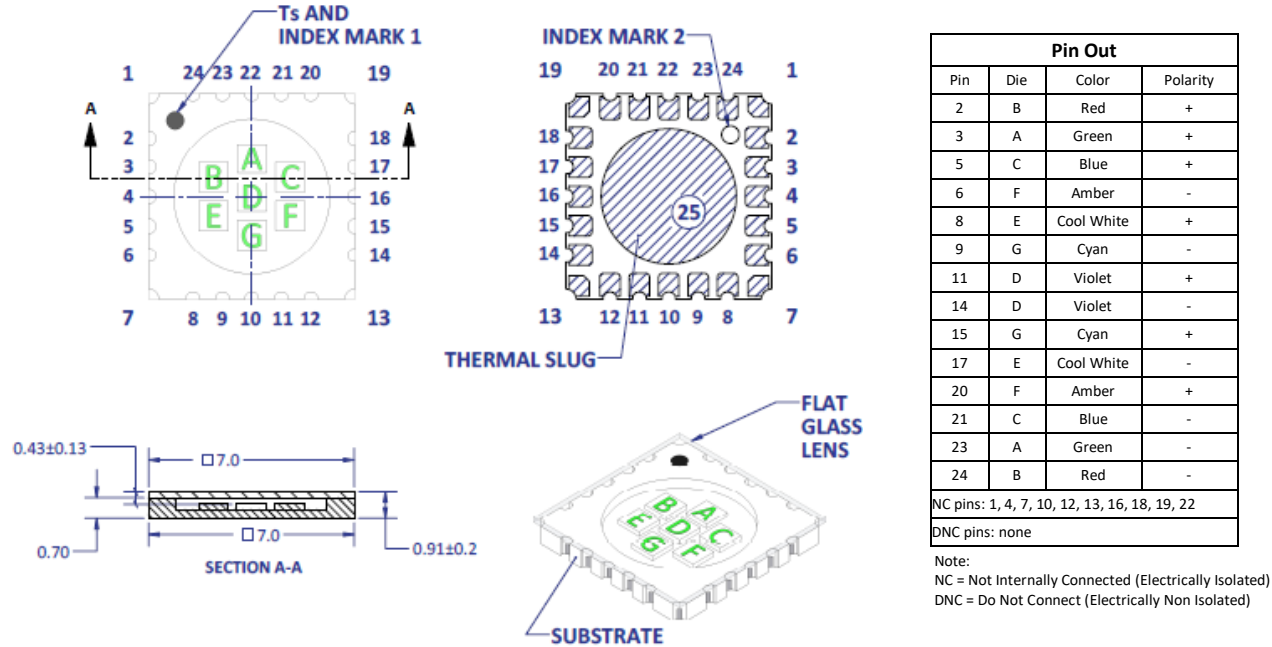 Ts AND
INDEX MARK 1
1 24 23 22 21 20 19
A A
2 18
3 17
4 16
5 15
6 14
A
B C
D
E F
G
7 8 9 10 11 12 13
INDEX MARK 2
19 20 21 22 23 24 1
18 2
17 3
16 4
25
15 5
14 6
13 12 11 10 9 8 7
THERMAL SLUG
0.43±0.13
□7.0
□7.0
0.70
0.91±0.2
SECTION A-A
FLAT
GLASS
LENS
B A
E D C
G F
SUBSTRATE
Pin Out
Pin Die Color Polarity
2 B Red +
3 A Green +
5 C Blue +
6 F Amber -
8 E Cool White +
9 G Cyan -
11 D Violet +
14 D Violet -
15 G Cyan +
17 E Cool White -
20 F Amber +
21 C Blue -
23 A Green -
24 B Red -
NC pins: 1, 4, 7, 10, 12, 13, 16, 18, 19, 22
DNC pins: none
Note:
NC = Not Internally Connected (Electrically Isolated)
DNC = Do Not Connect (Electrically Non Isolated)